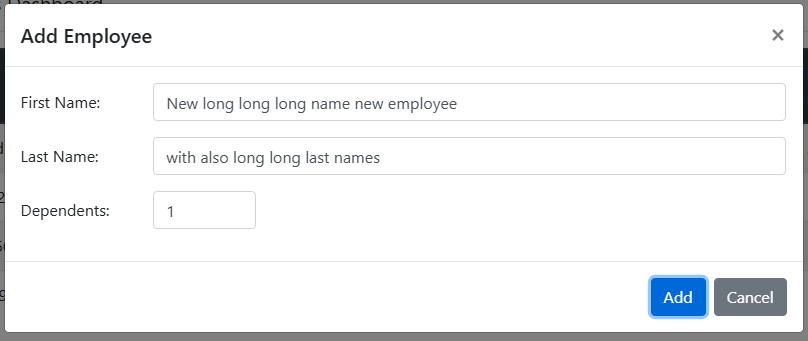 Dashboard
Add Employee ×
First Name: New long long long name new employee
Last Name: with also long long last names
Dependents: 1
Add Cancel